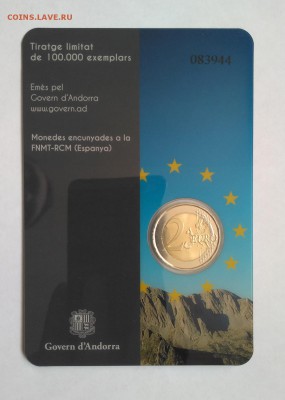 COINS.LAVE.RU
Tiratge limitat
de 100.000 exemplars
083944
Emès pel
Govern d'Andorra
www.govern.ad
Monedes encunyades a la
FNMT-RCM (Espanya)
2 EURO
Govern d'Andorra